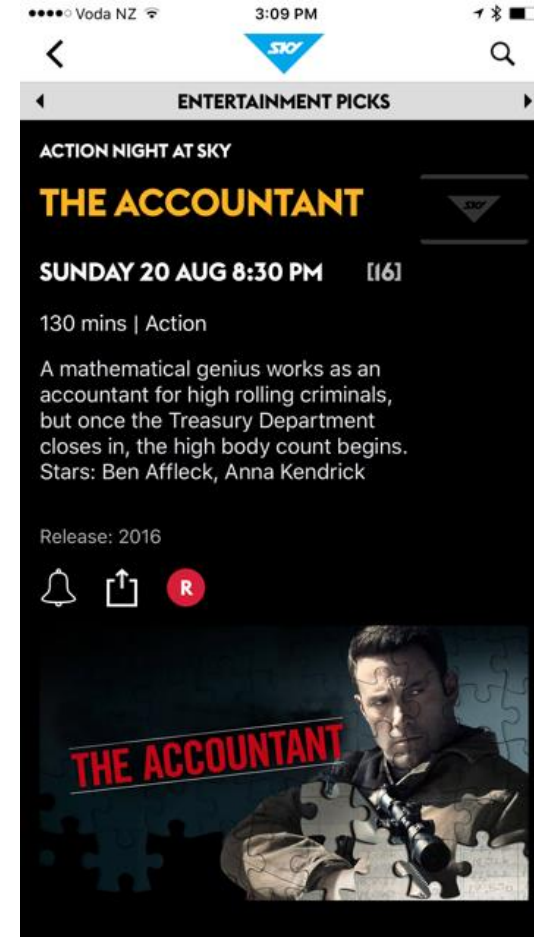 Voda NZ 3:09 PM
SKY
ENTERTAINMENT PICKS
ACTION NIGHT AT SKY
THE ACCOUNTANT
SKY
SUNDAY 20 AUG 8:30 PM [16]
130 mins | Action
A mathematical genius works as an
accountant for high rolling criminals,
but once the Treasury Department
closes in, the high body count begins.
Stars: Ben Affleck, Anna Kendrick
Release: 2016
R
THE ACCOUNTANT